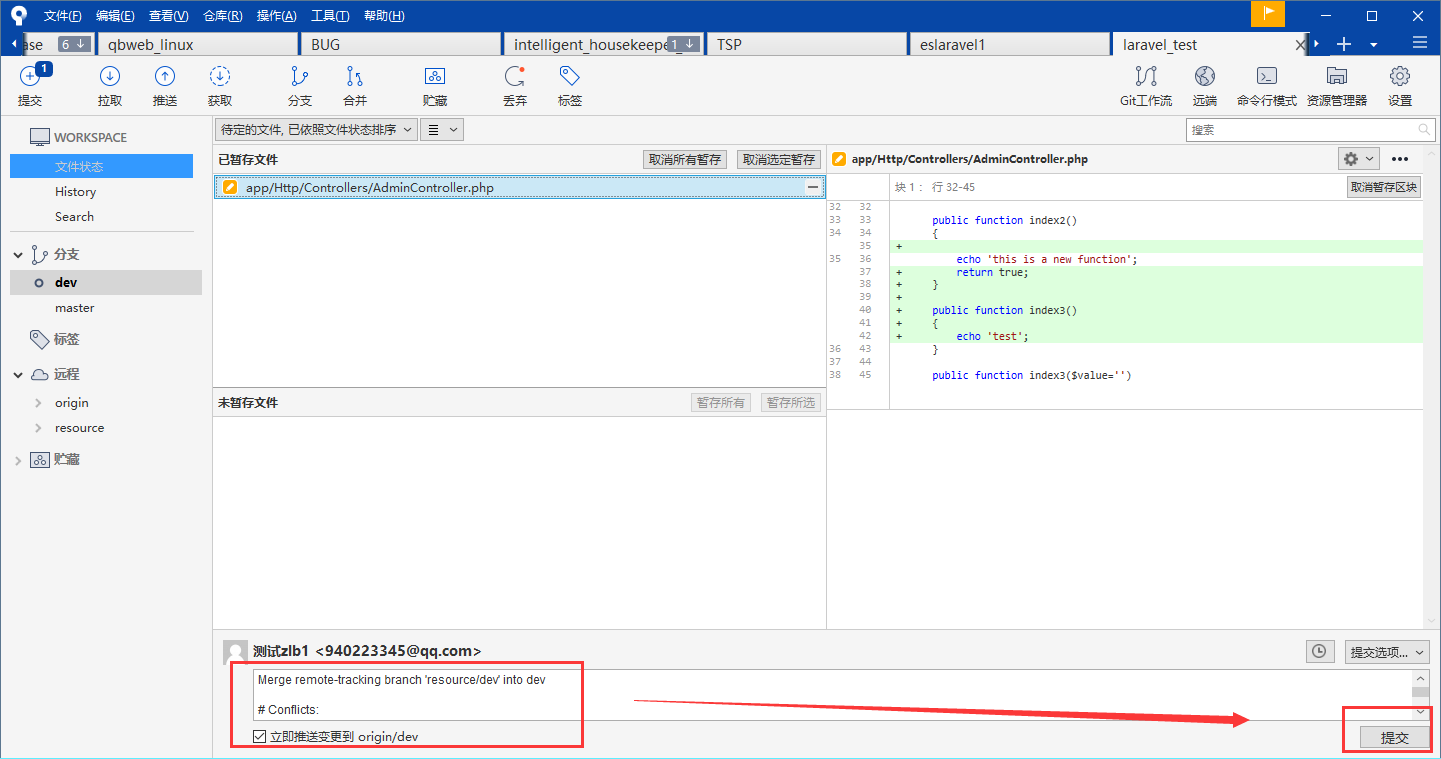 文件(F) 编辑(E) 查看(V) 仓库(R) 操作(A) 工具(T) 帮助(H)
ase 6 qbweb_linux BUG intelligent_housekeepe 1 TSP eslaravel1 laravel_test
1
提交 拉取 推送 获取 分支 合并 贮藏 丢弃 标签 Git工作流 远端 命令行模式 资源管理器 设置
WORKSPACE
文件状态
History
Search
分支
dev
master
标签
远程
origin
resource
贮藏
待定的文件, 已依照文件状态排序
搜索
已暂存文件 取消所有暂存 取消选定暂存
app/Http/Controllers/AdminController.php
未暂存文件 暂存所有 暂存所选
app/Http/Controllers/AdminController.php
块 1： 行 32-45 取消暂存区块
32 32
33 33 public function index2()
34 34 {
35 +
35 36 echo 'this is a new function';
37 + return true;
38 + }
39 +
40 + public function index3()
41 + {
42 + echo 'test';
36 43 }
37 44
38 45 public function index3($value='')
测试zlb1 <940223345@qq.com>
提交选项...
Merge remote-tracking branch 'resource/dev' into dev
# Conflicts:
立即推送变更到 origin/dev
提交